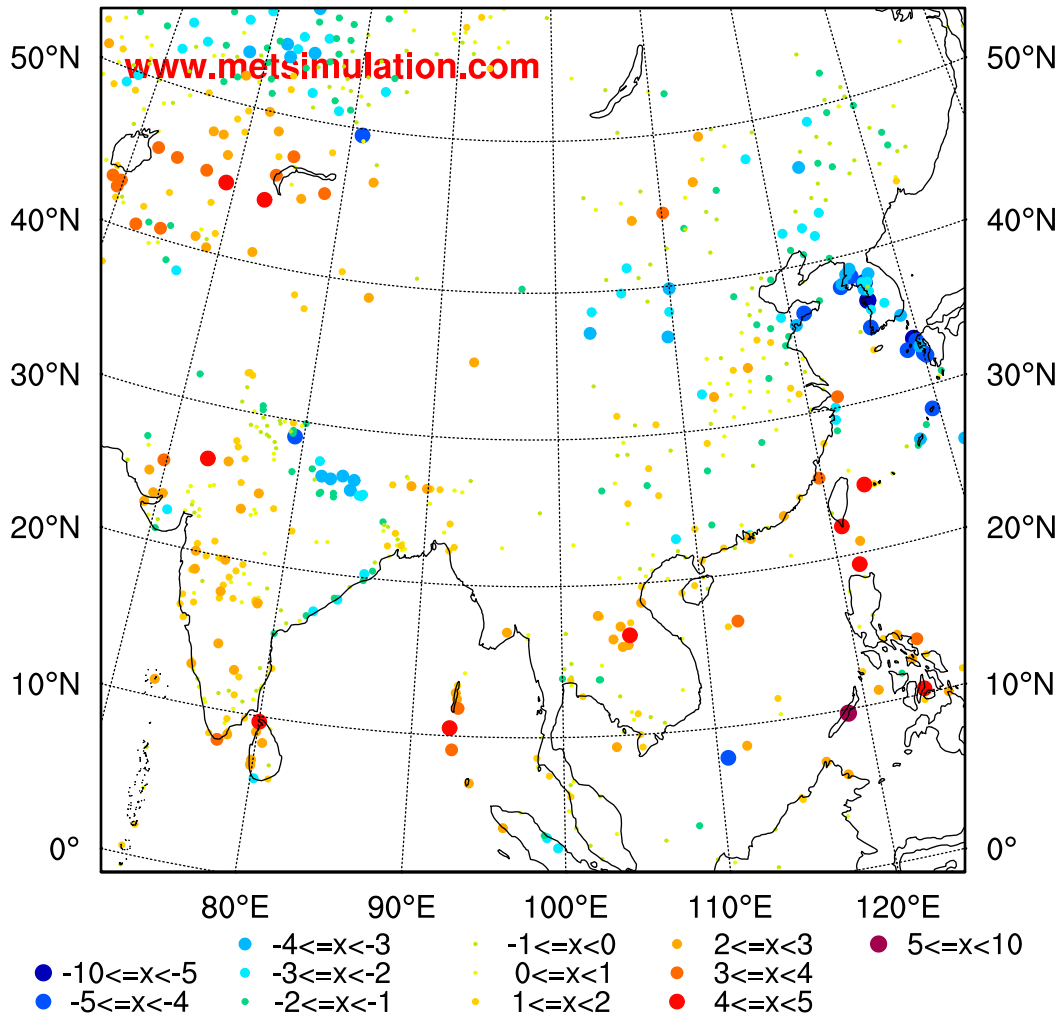 50°N 50°N
www.metsimulation.com
40°N 40°N
30°N 30°N
20°N 20°N
10°N 10°N
0° 0°
80°E 90°E 100°E 110°E 120°E
-4<=x<-3 -1<=x<0 2<=x<3 5<=x<10
-10<=x<-5 -3<=x<-2 0<=x<1 3<=x<4
-5<=x<-4 -2<=x<-1 1<=x<2 4<=x<5